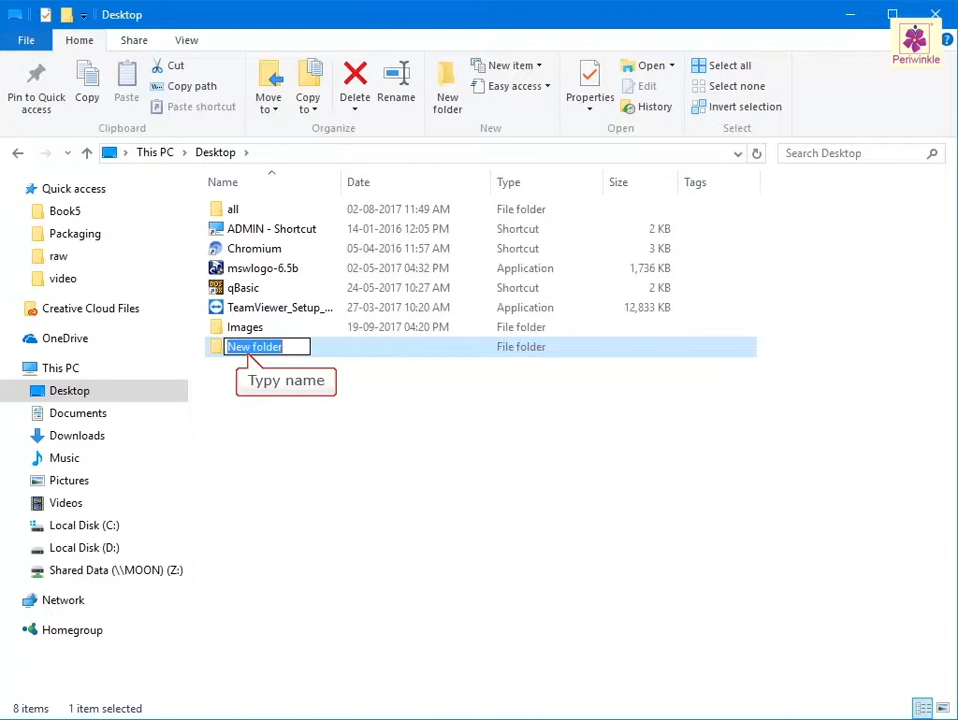 Desktop
File Home Share View
Periwinkle
Pin to Quick access
Copy
Paste
Cut
Copy path
Paste shortcut
Clipboard
Move to
Copy to
Delete
Rename
Organize
New folder
New item
Easy access
New
Properties
Open
Edit
History
Open
Select all
Select none
Invert selection
Select
This PC > Desktop >
Search Desktop
Quick access
Book5
Packaging
raw
video
Creative Cloud Files
OneDrive
This PC
Desktop
Documents
Downloads
Music
Pictures
Videos
Local Disk (C:)
Local Disk (D:)
Shared Data (\\MOON) (Z:)
Network
Homegroup
Name Date Type Size Tags
all 02-08-2017 11:49 AM File folder
ADMIN - Shortcut 14-01-2016 12:05 PM Shortcut 2 KB
Chromium 05-04-2016 11:57 AM Shortcut 3 KB
mswlogo-6.5b 02-05-2017 04:32 PM Application 1,736 KB
qBasic 24-05-2017 10:27 AM Shortcut 2 KB
TeamViewer_Setup_... 27-03-2017 10:20 AM Application 12,833 KB
Images 19-09-2017 04:20 PM File folder
New folder File folder
Typy name
8 items 1 item selected